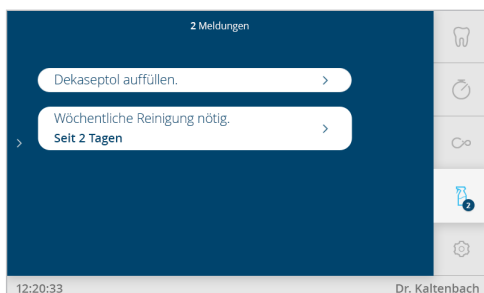 2 Meldungen
Dekaseptol auffüllen.
Wöchentliche Reinigung nötig.
Seit 2 Tagen
2
12:20:33
Dr. Kaltenbach